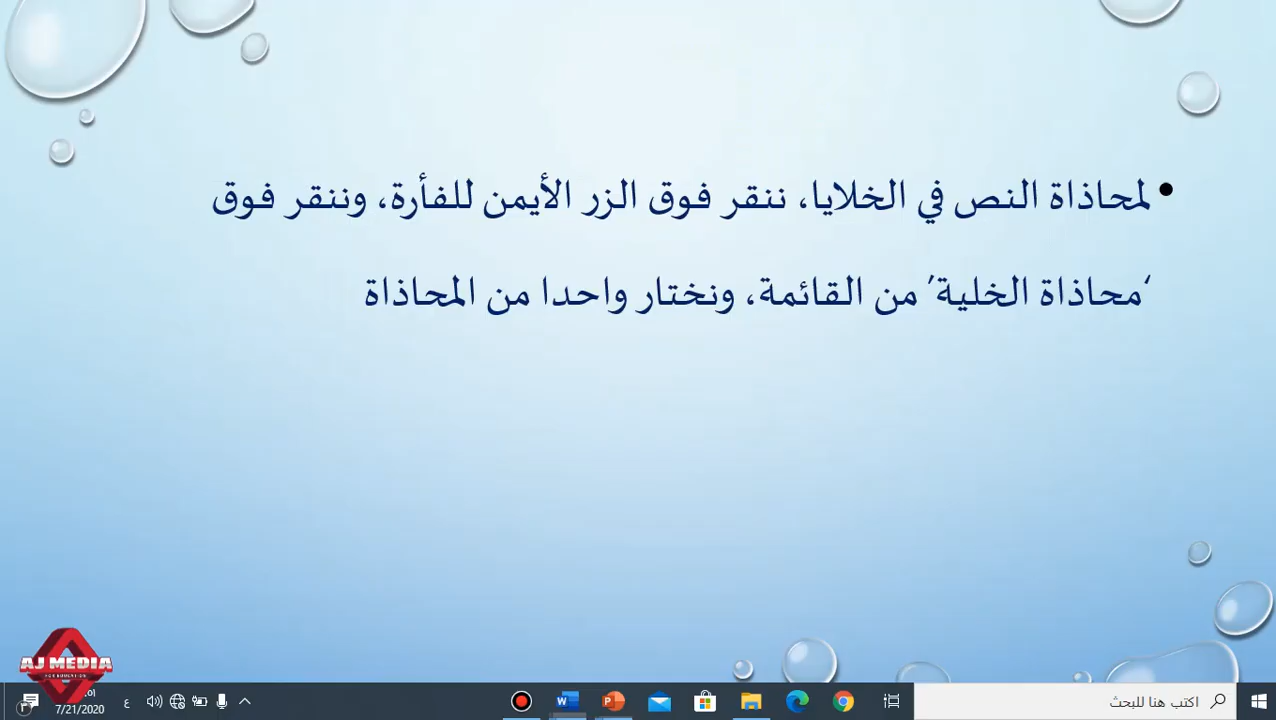 •لمحاذاة النص في الخلايا، ننقر فوق الزر الأيمن للفأرة، وننقر فوق
‘محاذاة الخلية’ من القائمة، ونختار واحدا من المحاذاة
AJ MEDIA
7/21/2020
ع
اكتب هنا للبحث